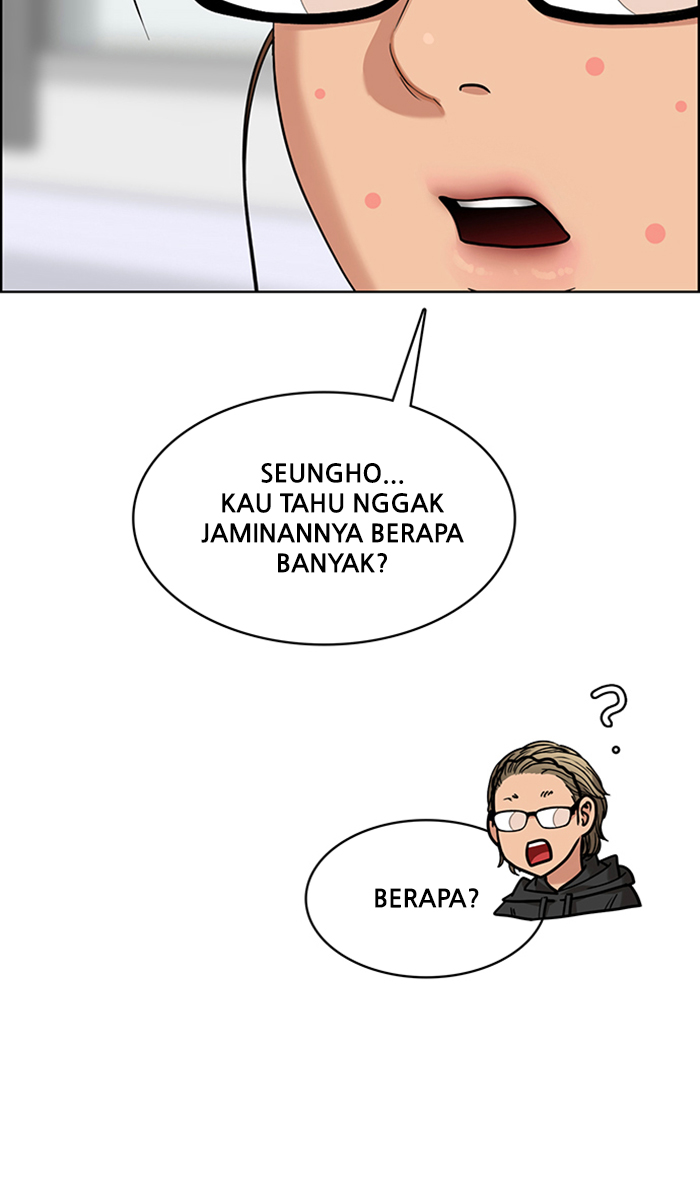 SEUNGHO...
KAU TAHU NGGAK
JAMINANNYA BERAPA
BANYAK?
?
BERAPA?